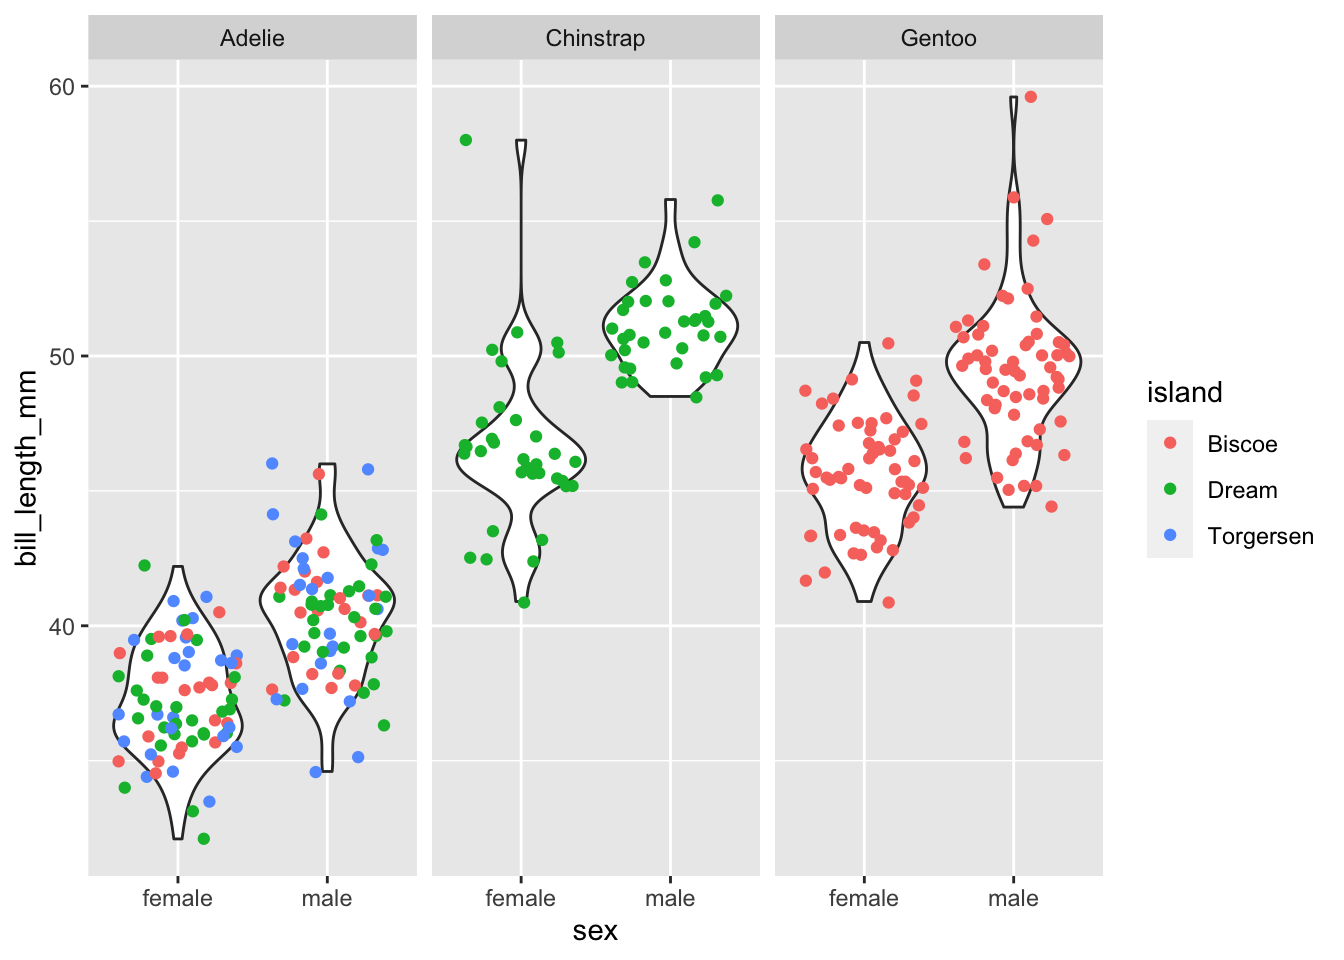 Adelie
Chinstrap
Gentoo
60
50
40
bill_length_mm
female
male
female
male
female
male
sex
island
Biscoe
Dream
Torgersen